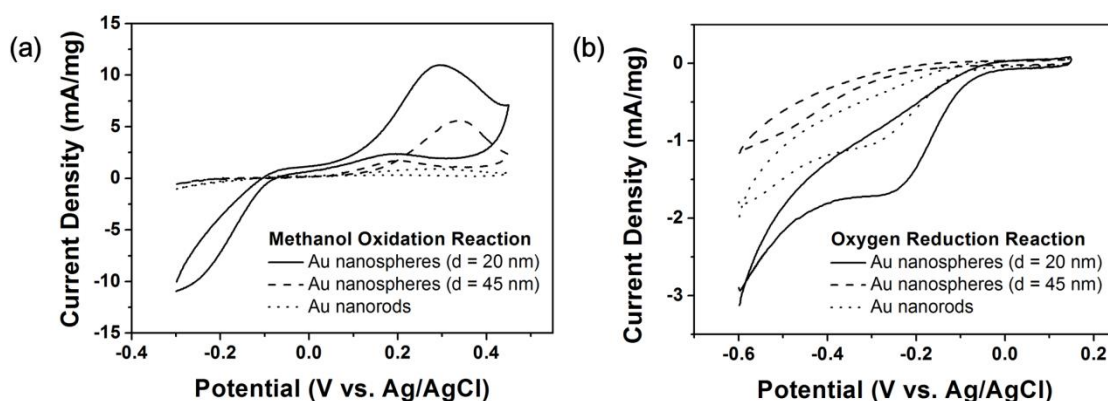 (a)
Current Density (mA/mg)
15
10
5
0
-5
-10
-15
-0.4
-0.2
0.0
0.2
0.4
Potential (V vs. Ag/AgCl)
Methanol Oxidation Reaction
Au nanospheres (d = 20 nm)
Au nanospheres (d = 45 nm)
Au nanorods
(b)
Current Density (mA/mg)
0
-1
-2
-3
-0.6
-0.4
-0.2
0.0
0.2
Potential (V vs. Ag/AgCl)
Oxygen Reduction Reaction
Au nanospheres (d = 20 nm)
Au nanospheres (d = 45 nm)
Au nanorods